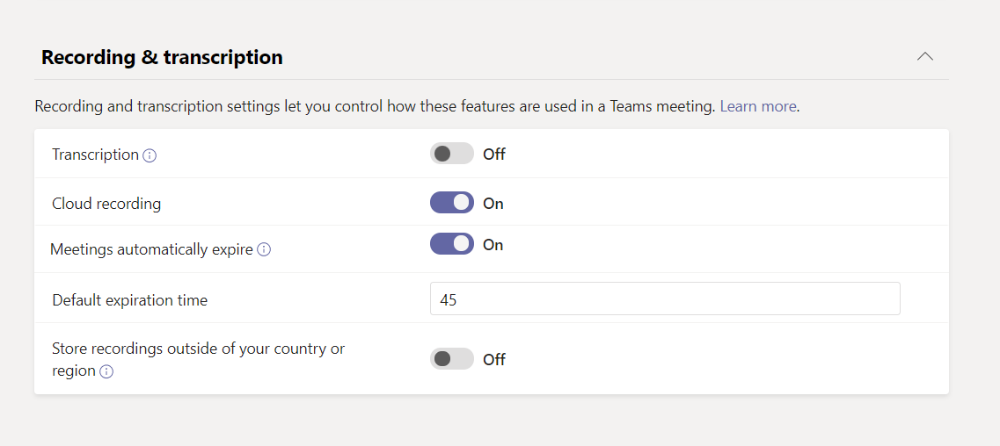 Recording & transcription
Recording and transcription settings let you control how these features are used in a Teams meeting. Learn more.
Transcription
Off
Cloud recording
On
Meetings automatically expire
On
Default expiration time
45
Store recordings outside of your country or
region
Off